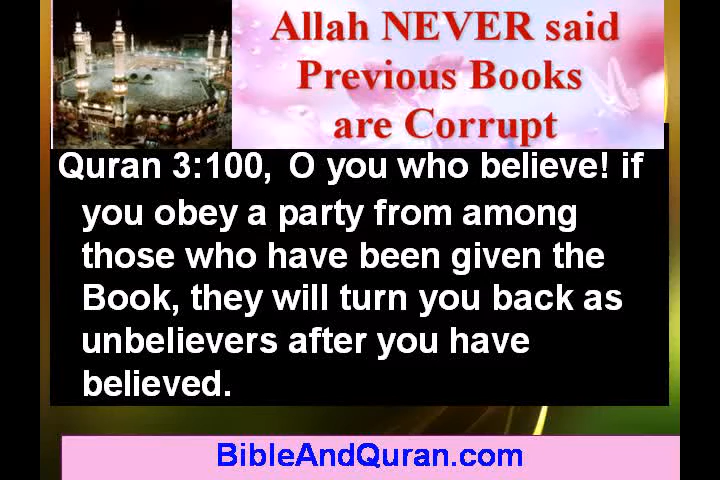 Allah NEVER said
Previous Books
are Corrupt
Quran 3:100, O you who believe! if
you obey a party from among
those who have been given the
Book, they will turn you back as
unbelievers after you have
believed.
BibleAndQuran.com